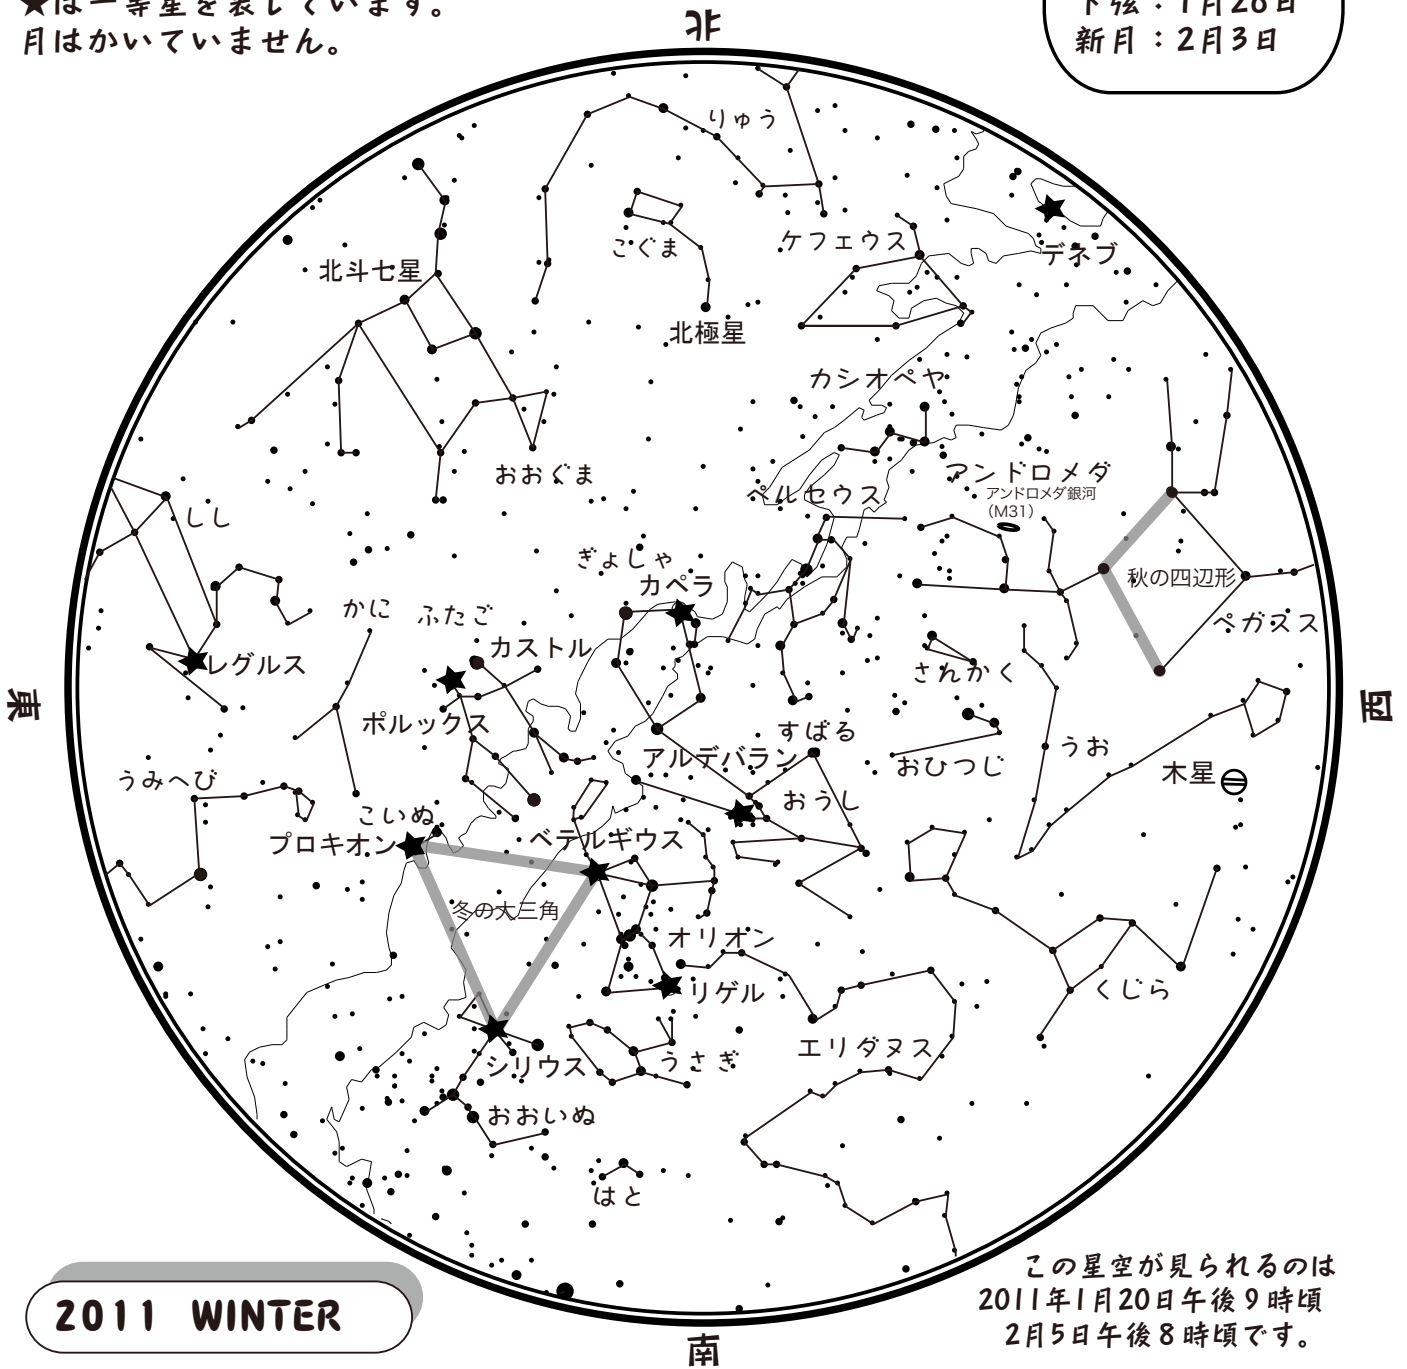 ★は一等星を表しています。
月はかいていません。
下弦：1月26日
新月：2月3日
北
りゅう
こぐま
ケフェウス
デネブ
北斗七星
北極星
カシオペヤ
おおぐま
ペルセウス
アンドロメダ
アンドロメダ銀河
（M31）
しし
ぎょしゃ
カペラ
秋の四辺形
かに
ふたご
ペガスス
カストル
レグルス
さんかく
東
西
ポルックス
すばる
アルデバラン
うお
おひつじ
木星
うみへび
おうし
こいぬ
プロキオン
ベテルギウス
冬の大三角
オリオン
リゲル
くじら
エリダヌス
うさぎ
シリウス
おおいぬ
はと
この星空が見られるのは
2011年1月20日午後9時頃
2月5日午後8時頃です。
2011 WINTER
南